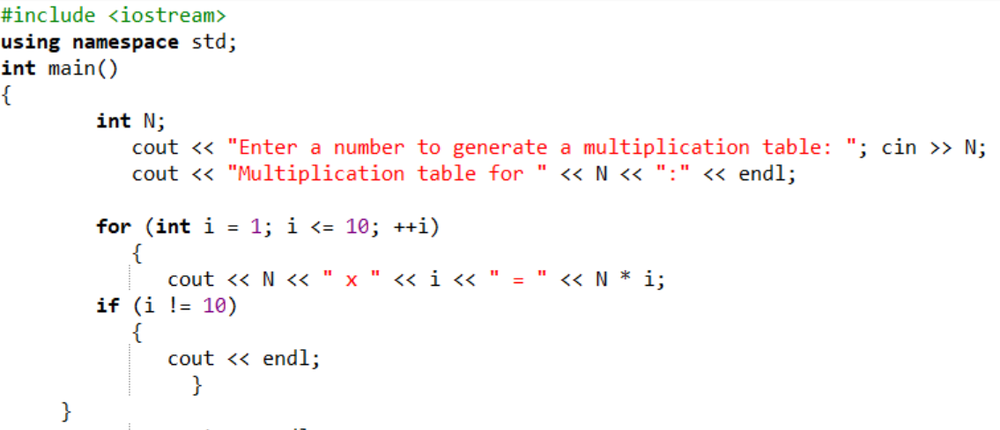 #include <iostream>
using namespace std;
int main()
{
int N;
cout << "Enter a number to generate a multiplication table: "; cin >> N;
cout << "Multiplication table for " << N << ":" << endl;
for (int i = 1; i <= 10; ++i)
{
cout << N << " x " << i << " = " << N * i;
if (i != 10)
{
cout << endl;
}
}